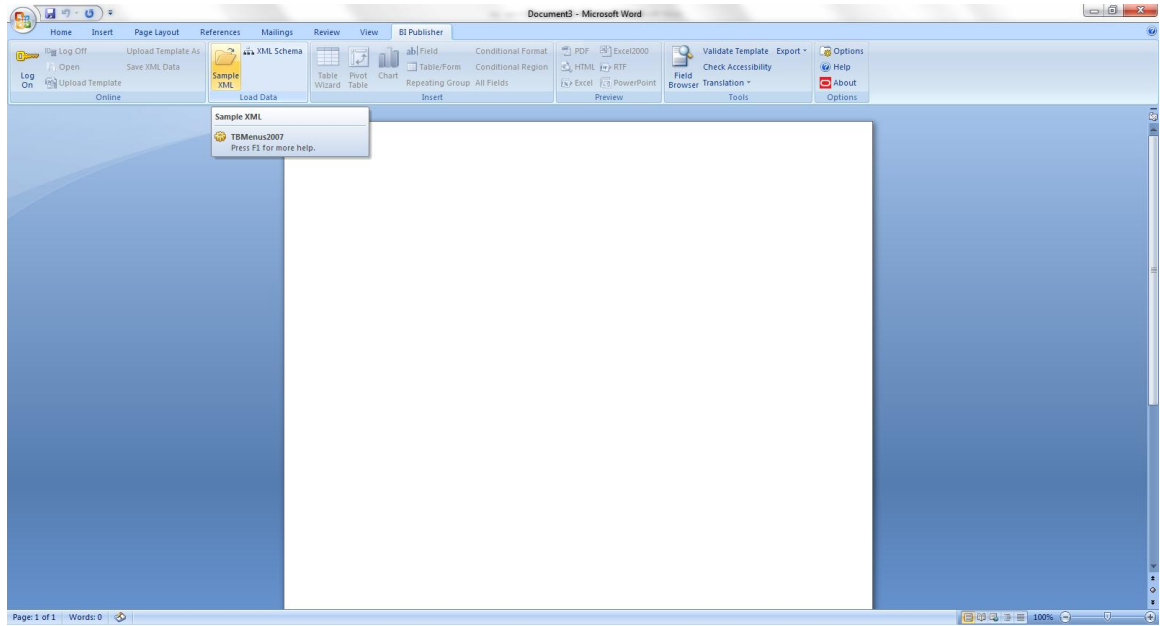 Document3 - Microsoft Word
Home Insert Page Layout References Mailings Review View BI Publisher
Log Off Upload Template As XML Schema ab Field Conditional Format PDF Excel2000 Validate Template Export Options
Open Save XML Data Table/Form Conditional Region HTML RTF Check Accessibility Help
Log On Upload Template Sample XML Table Wizard Pivot Table Chart Repeating Group All Fields Excel PowerPoint Field Browser Translation About
Online Load Data Insert Preview Tools Options
Sample XML
TBMenus2007
Press F1 for more help.
Page: 1 of 1 Words: 0 100%